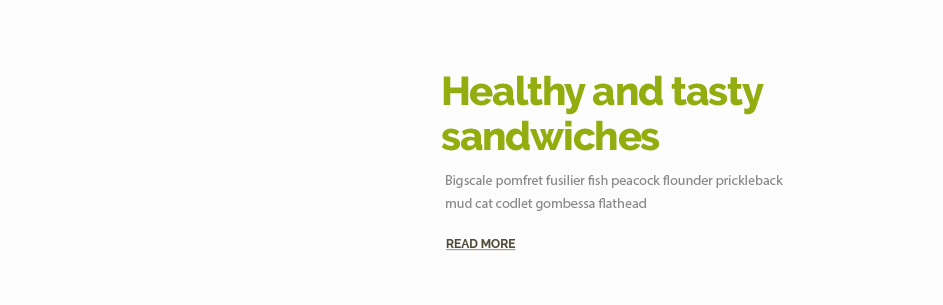 Healthy and tasty
sandwiches
Bigscale pomfret fusilier fish peacock flounder prickleback
mud cat codlet gombessa flathead
READ MORE